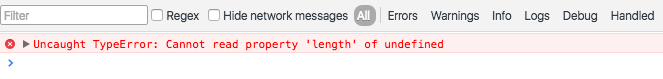 Filter Regex Hide network messages All Errors Warnings Info Logs Debug Handled
Uncaught TypeError: Cannot read property 'length' of undefined